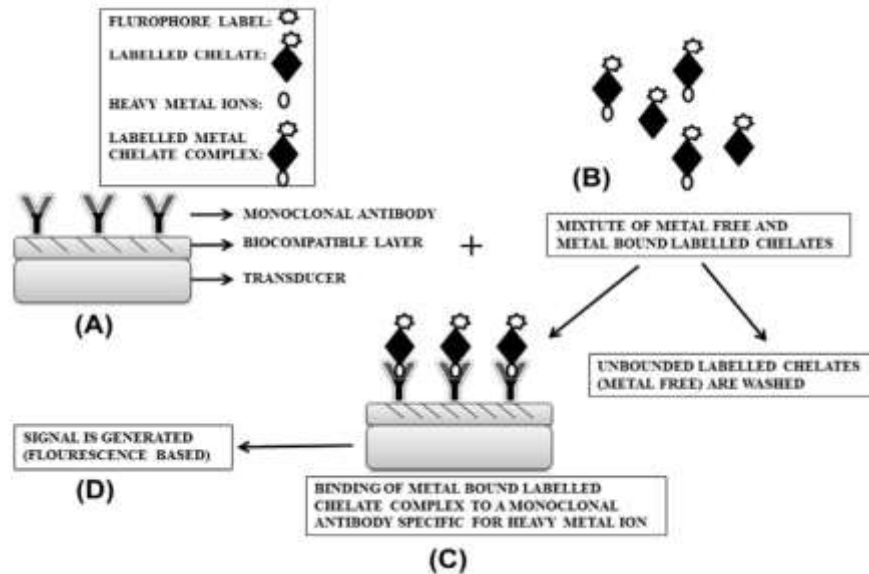 FLUROPHORE LABEL:
LABELLED CHELATE:
HEAVY METAL IONS:
LABELLED METAL
CHELATE COMPLEX:
(B)
MONOCLONAL ANTIBODY
BIOCOMPATIBLE LAYER
TRANSDUCER
+
(A)
MIXTUTE OF METAL FREE AND
METAL BOUND LABELLED CHELATES
UNBOUNDED LABELLED CHELATES
(METAL FREE) ARE WASHED
SIGNAL IS GENERATED
(FLOURESCENCE BASED)
(D)
BINDING OF METAL BOUND LABELLED
CHELATE COMPLEX TO A MONOCLONAL
ANTIBODY SPECIFIC FOR HEAVY METAL ION
(C)